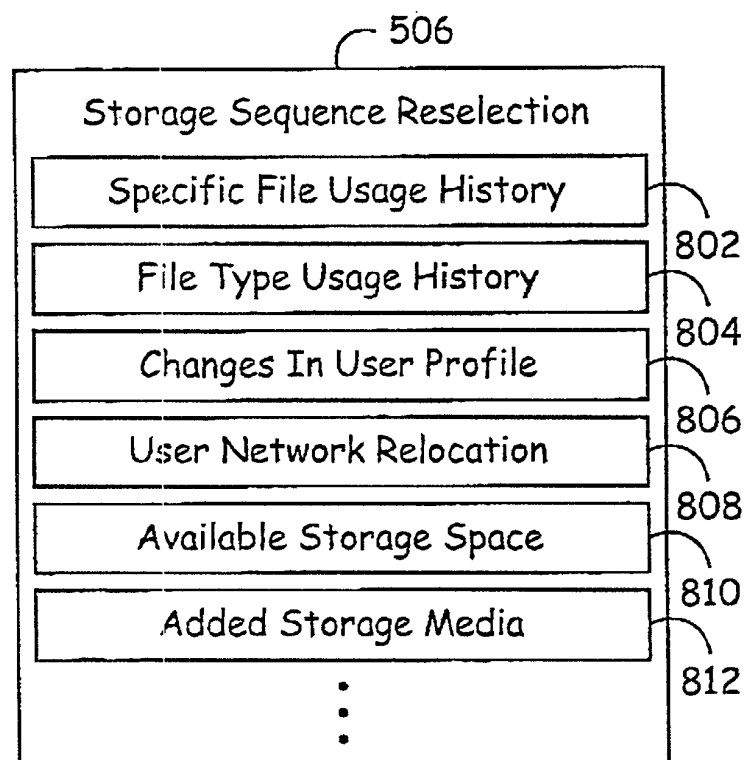 506
Storage Sequence Reselection
Specific File Usage History
802
File Type Usage History
804
Changes In User Profile
806
User Network Relocation
808
Available Storage Space
810
Added Storage Media
812